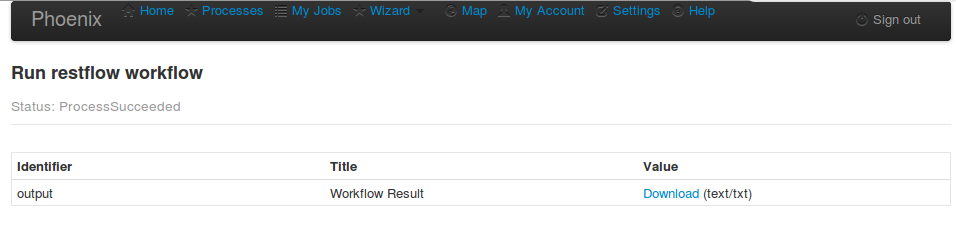 Phoenix Home Processes My Jobs Wizard Map My Account Settings Help Sign out
Run restflow workflow
Status: ProcessSucceeded
Identifier Title Value
output Workflow Result Download (text/txt)